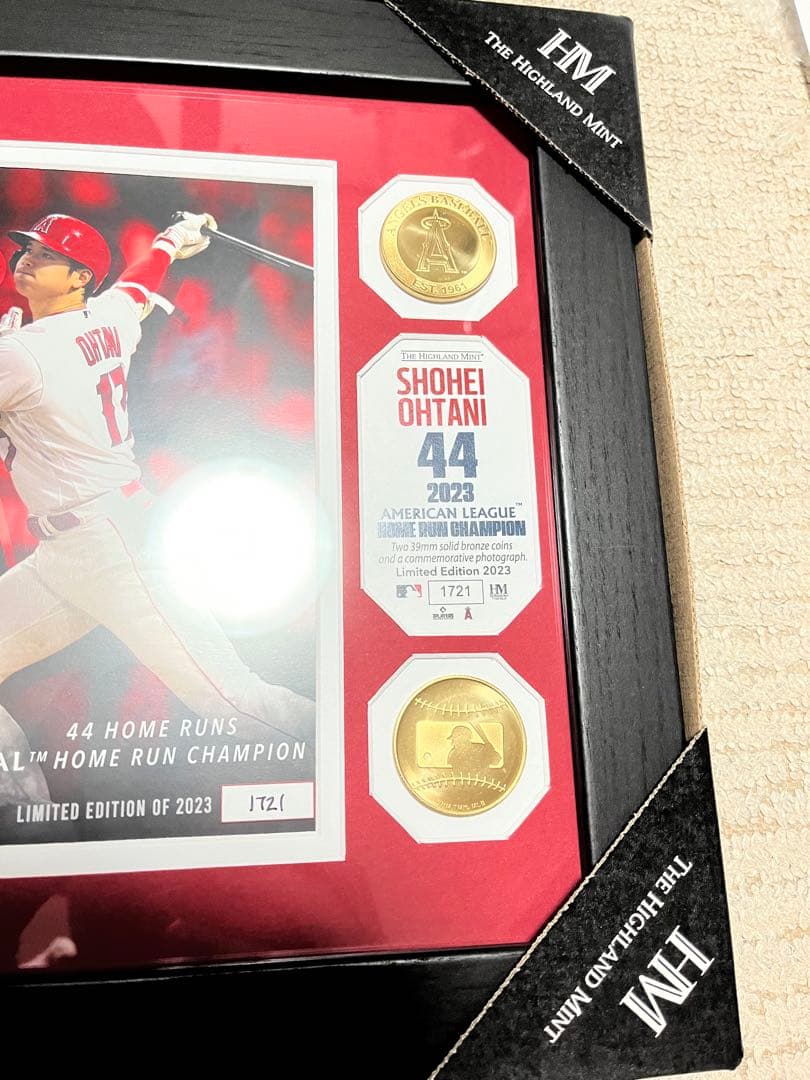 HM
THE HIGHLAND MINT
ANGELS BASEBALL
A
EST. 1961
A
OHTANI
17
THE HIGHLAND MINT
SHOHEI
OHTANI
44
2023
AMERICAN LEAGUE™
HOME RUN CHAMPION
Two 39mm solid bronze coins
and a commemorative photograph.
Limited Edition 2023
1721 HM
44 HOME RUNS
AL™ HOME RUN CHAMPION
LIMITED EDITION OF 2023 1721
THE HIGHLAND MINT
HM